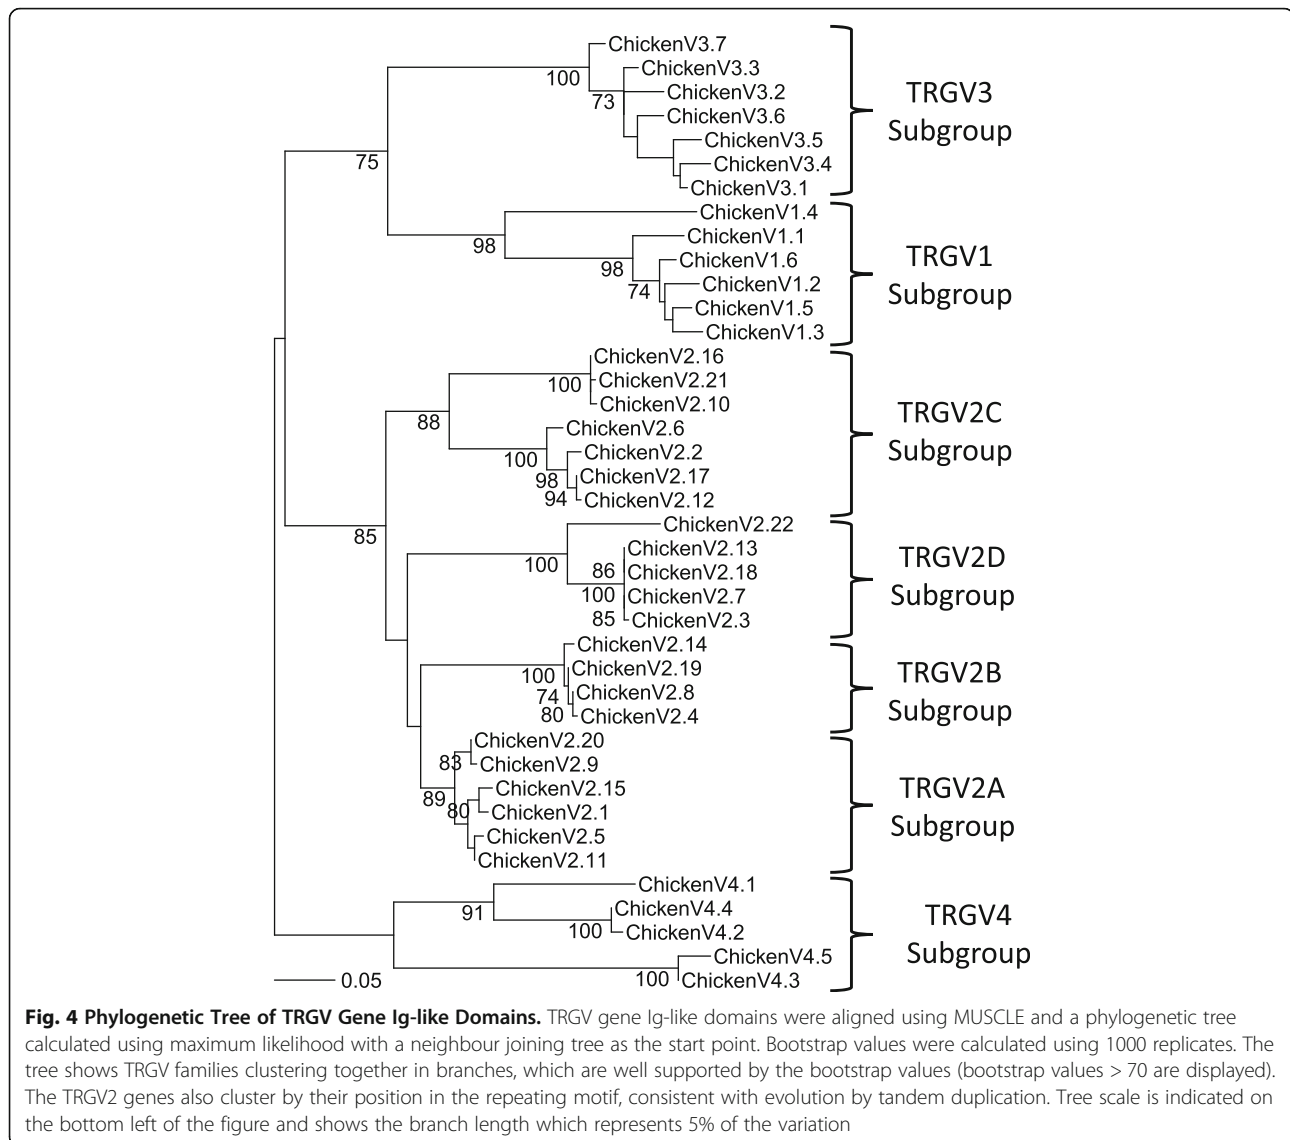 ChickenV3.7
100
ChickenV3.3
73
ChickenV3.2
ChickenV3.6
ChickenV3.5
ChickenV3.4
ChickenV3.1
TRGV3
Subgroup
75
ChickenV1.4
98
ChickenV1.1
98
ChickenV1.6
74
ChickenV1.2
ChickenV1.5
ChickenV1.3
TRGV1
Subgroup
ChickenV2.16
100
ChickenV2.21
ChickenV2.10
88
ChickenV2.6
100
ChickenV2.2
98
ChickenV2.17
94
ChickenV2.12
TRGV2C
Subgroup
85
ChickenV2.22
100
ChickenV2.13
86
ChickenV2.18
100
ChickenV2.7
85
ChickenV2.3
TRGV2D
Subgroup
ChickenV2.14
100
ChickenV2.19
74
ChickenV2.8
80
ChickenV2.4
TRGV2B
Subgroup
ChickenV2.20
83
ChickenV2.9
89
ChickenV2.15
80
ChickenV2.1
ChickenV2.5
ChickenV2.11
TRGV2A
Subgroup
ChickenV4.1
91
ChickenV4.4
100
ChickenV4.2
ChickenV4.5
100
ChickenV4.3
TRGV4
Subgroup
0.05
Fig. 4 Phylogenetic Tree of TRGV Gene Ig-like Domains. TRGV gene Ig-like domains were aligned using MUSCLE and a phylogenetic tree
calculated using maximum likelihood with a neighbour joining tree as the start point. Bootstrap values were calculated using 1000 replicates. The
tree shows TRGV families clustering together in branches, which are well supported by the bootstrap values (bootstrap values > 70 are displayed).
The TRGV2 genes also cluster by their position in the repeating motif, consistent with evolution by tandem duplication. Tree scale is indicated on
the bottom left of the figure and shows the branch length which represents 5% of the variation